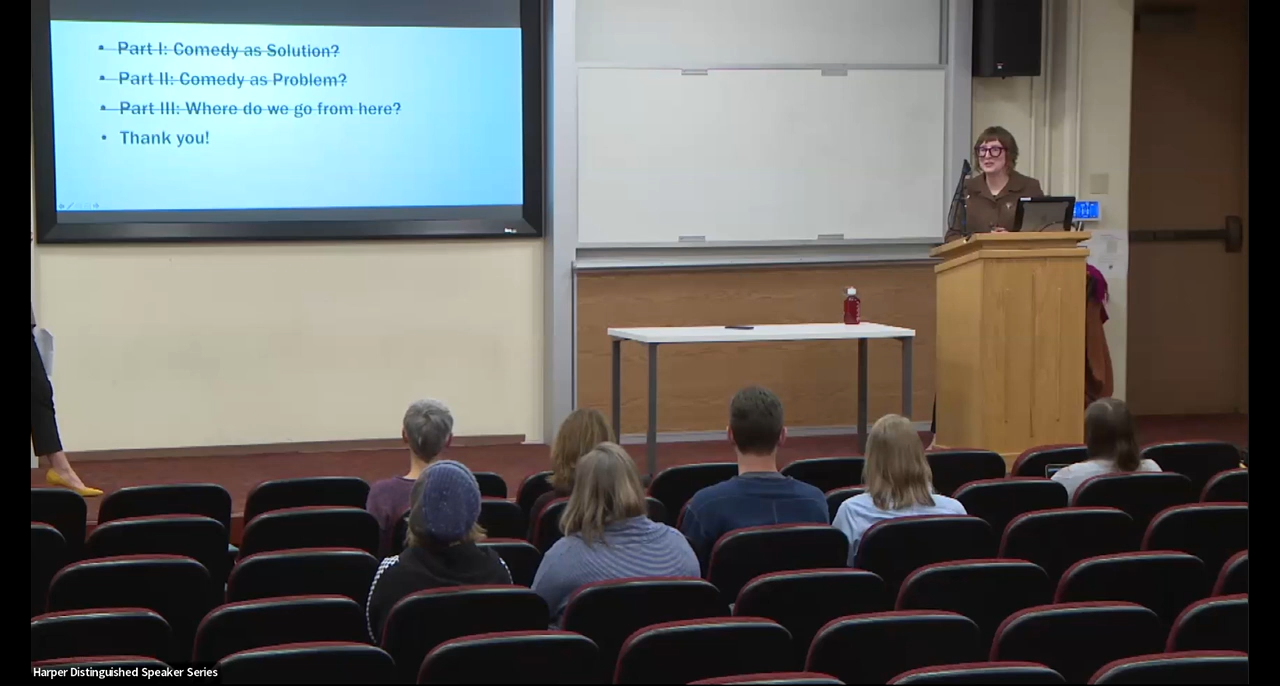 • Part I: Comedy as Solution?
• Part II: Comedy as Problem?
• Part III: Where do we go from here?
• Thank you!
Harper Distinguished Speaker Series